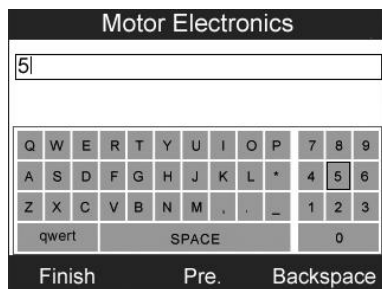 Motor Electronics
5
Q W E R T Y U I O P 7 8 9
A S D F G H J K L * 4 5 6
Z X C V B N M , . _ 1 2 3
qwert SPACE 0
Finish Pre. Backspace